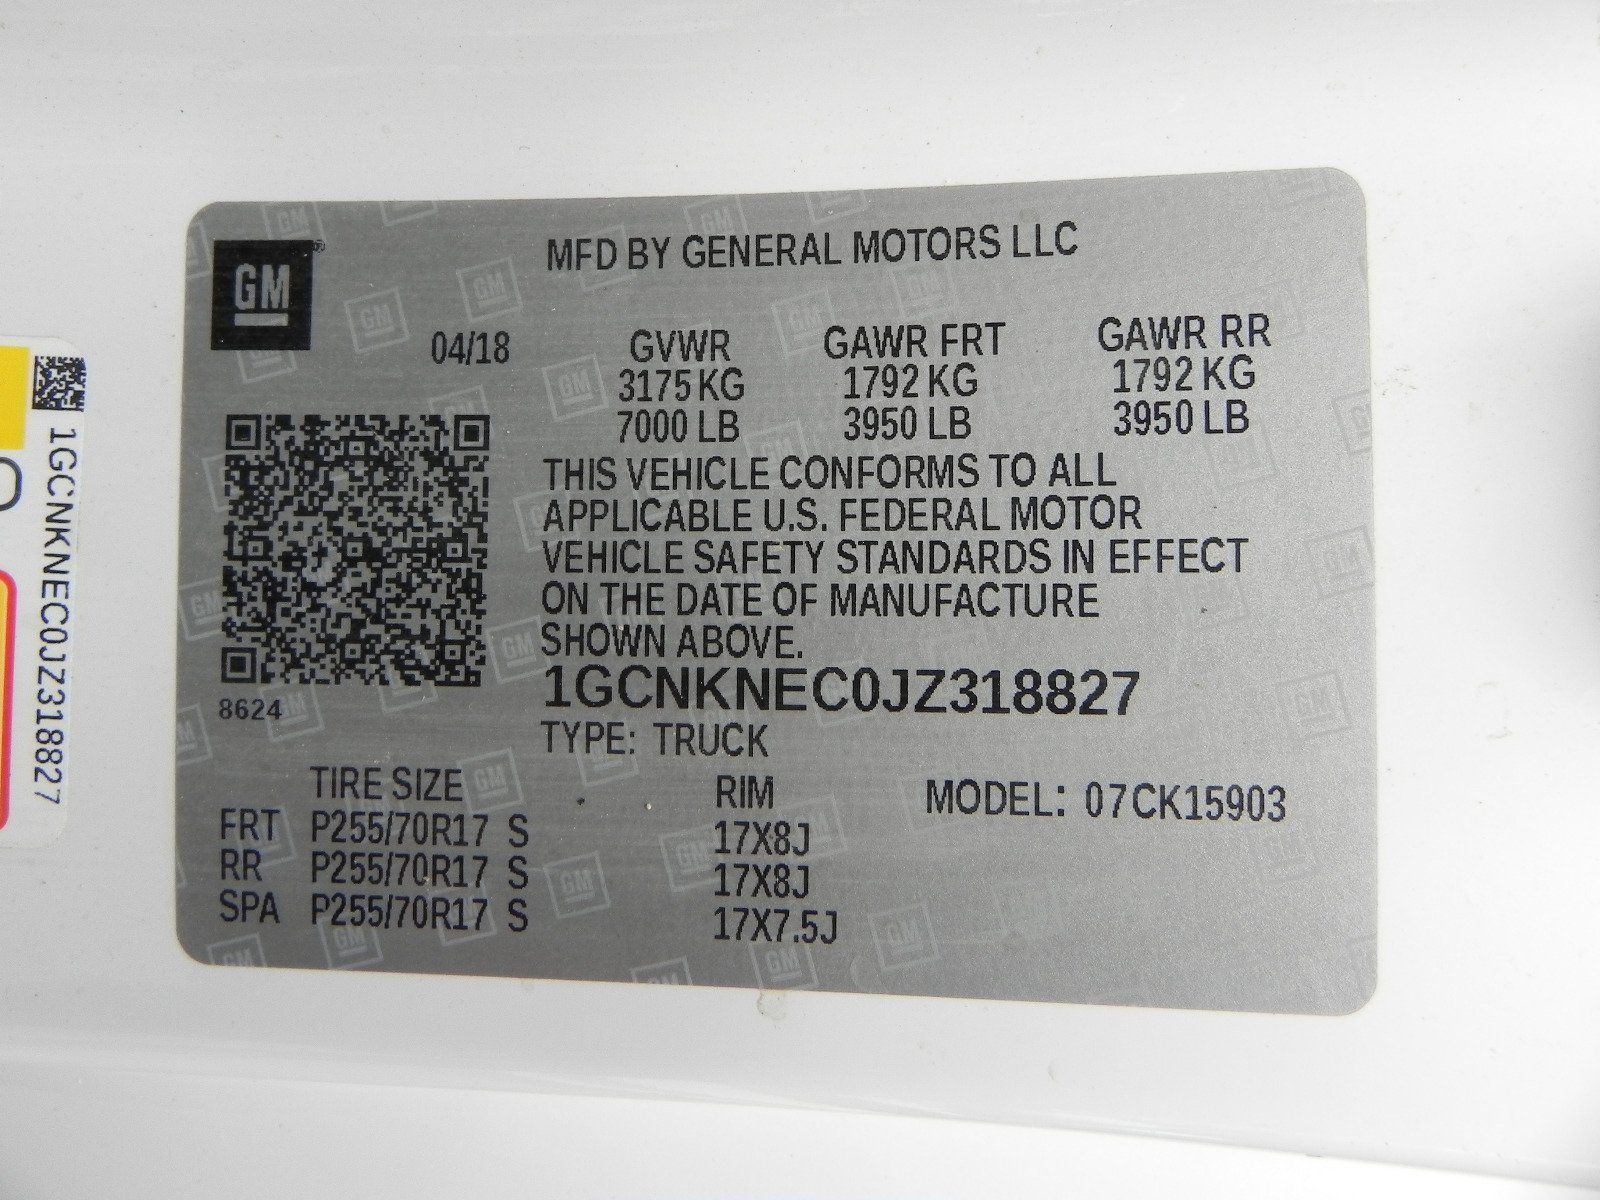 GM
MFD BY GENERAL MOTORS LLC
04/18 GVWR GAWR FRT GAWR RR
3175 KG 1792 KG 1792 KG
7000 LB 3950 LB 3950 LB
THIS VEHICLE CONFORMS TO ALL
APPLICABLE U.S. FEDERAL MOTOR
VEHICLE SAFETY STANDARDS IN EFFECT
ON THE DATE OF MANUFACTURE
SHOWN ABOVE.
1GCNKNEC0JZ318827
8624
TYPE: TRUCK
TIRE SIZE RIM MODEL: 07CK15903
FRT P255/70R17 S 17X8J
RR P255/70R17 S 17X8J
SPA P255/70R17 S 17X7.5J
1GCNKNEC0JZ318827